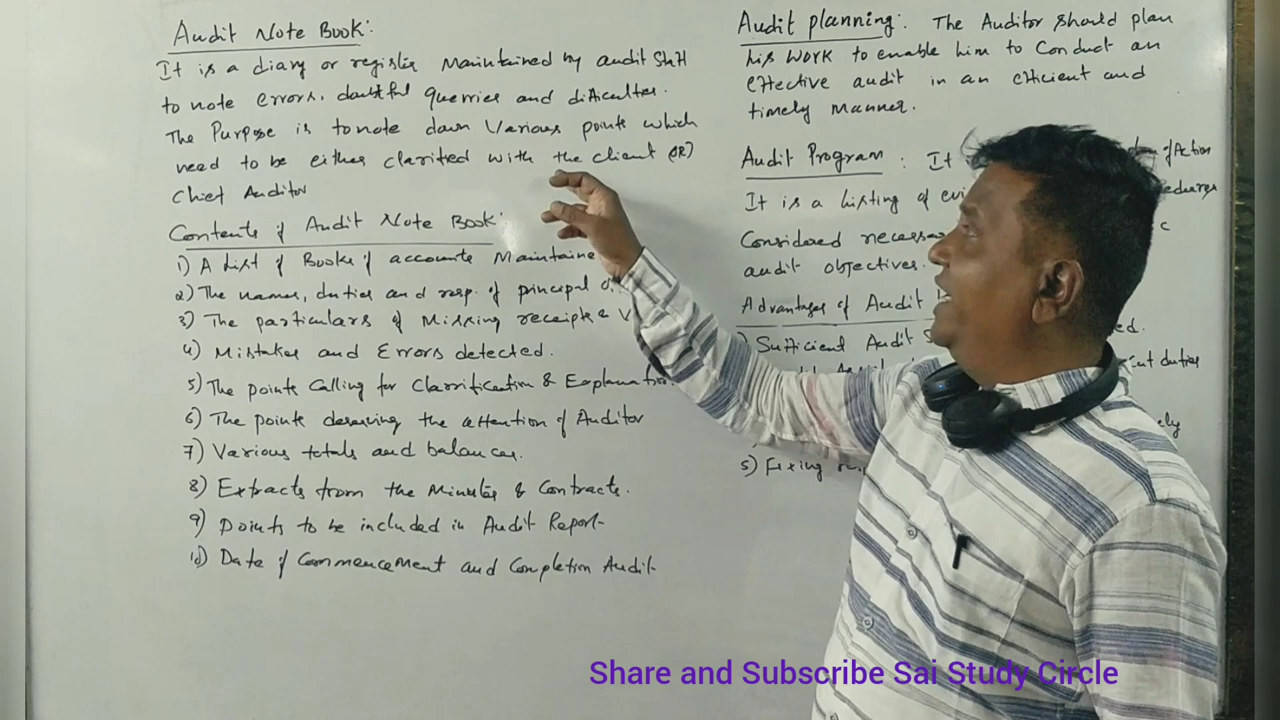 Audit Note Book:
It is a diary or register Maintained by audit Staff
to note errors, doubtful querries and difficulties.
The Purpose is to note down Various points which
need to be either clarified with the client (OR)
Chief Auditor
Contents of Audit Note Book:
1) A List of Books of accounts Maintaine
2) The names, duties and resp. of principal
3) The particulars of Missing receipts &
4) Mistakes and Errors detected.
5) The points Calling for Clarrification & Explanation
6) The points deserving the attention of Auditor
7) Various totals and balances.
8) Extracts from the Minutes & Contracts.
9) Points to be included in Audit Report
10) Date of Commencement and Completion Audit
Audit planning: The Auditor should plan
his work to enable him to Conduct an
effective audit in an efficient and
timely manner.
Audit Program : It of Action
It is a listing of
Considered necessa
audit objectives.
Advantages of Audit
1) Sufficient Audit
duties
5) Fixing
Share and Subscribe Sai Study Circle